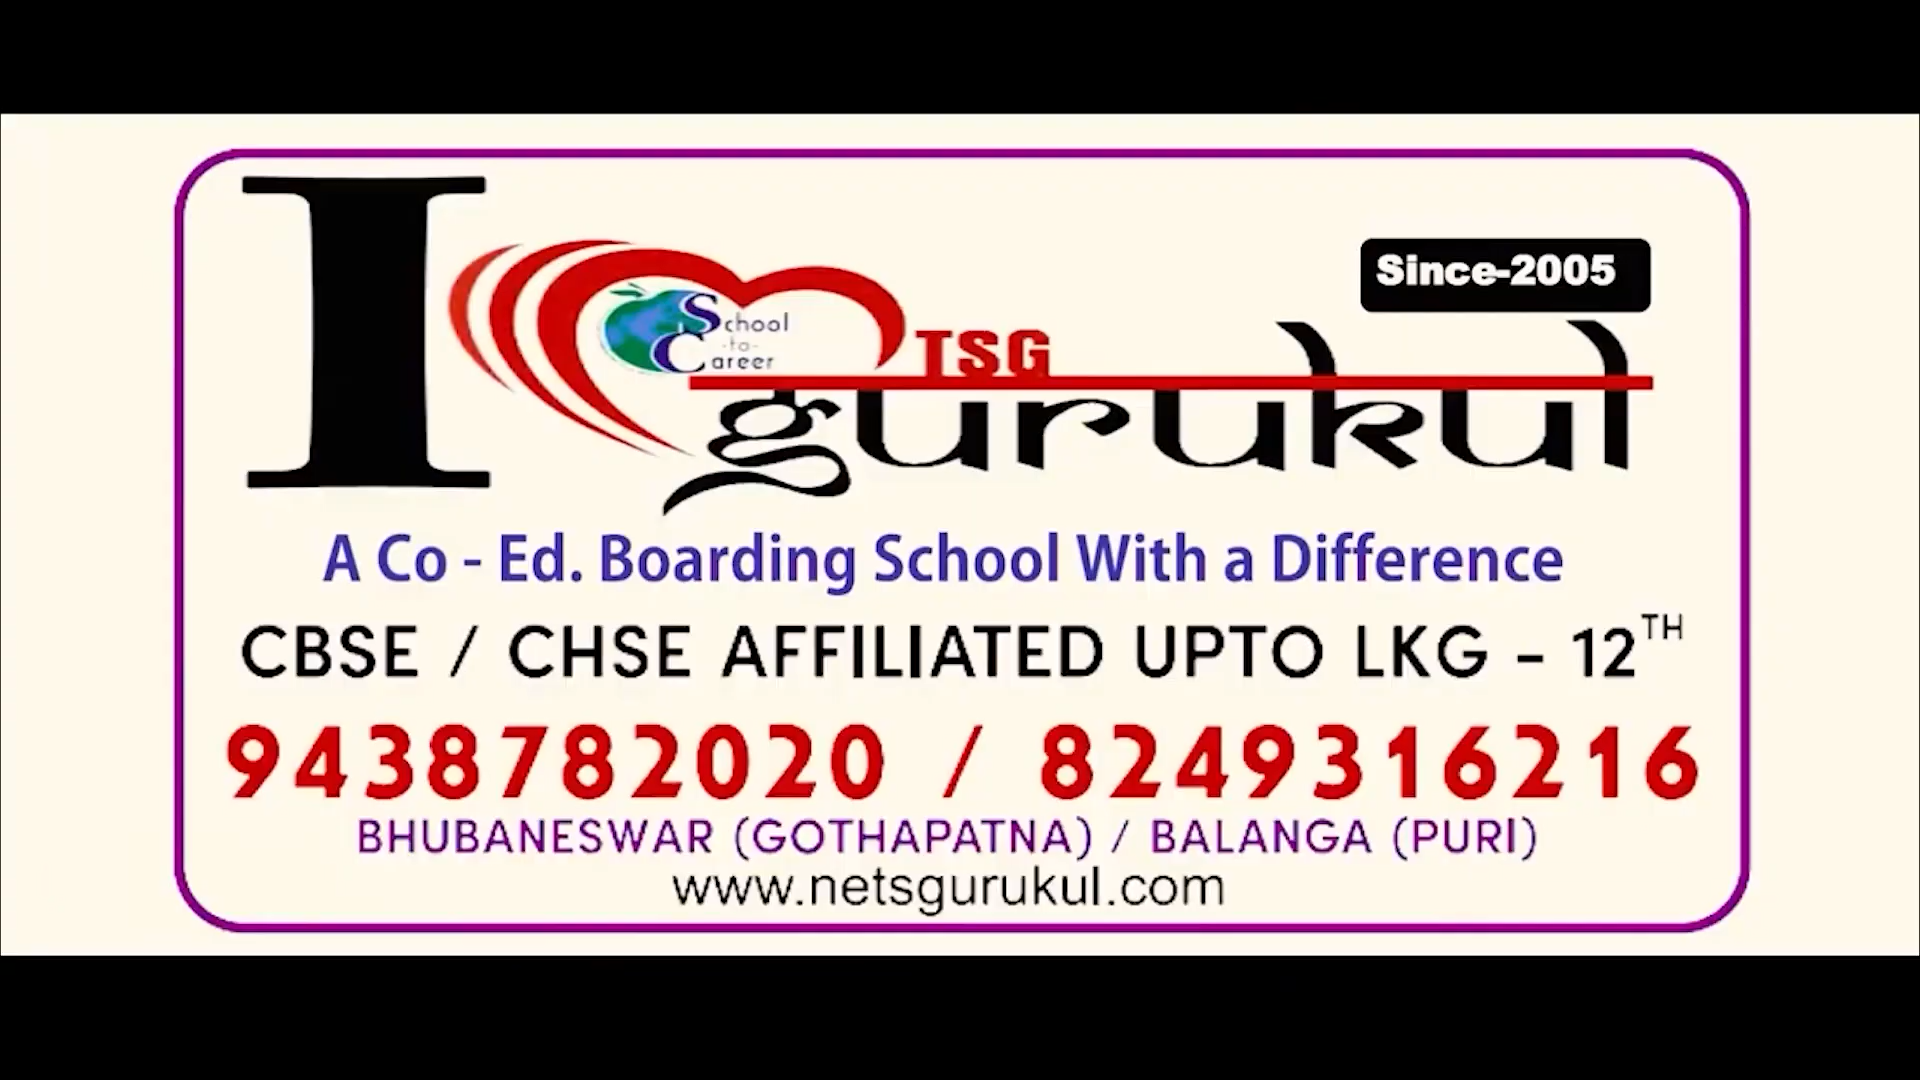 I
Since-2005
School
-to-
Career
TSG
gurukul
A Co - Ed. Boarding School With a Difference
CBSE / CHSE AFFILIATED UPTO LKG - 12TH
9438782020 / 8249316216
BHUBANESWAR (GOTHAPATNA) / BALANGA (PURI)
www.netsgurukul.com